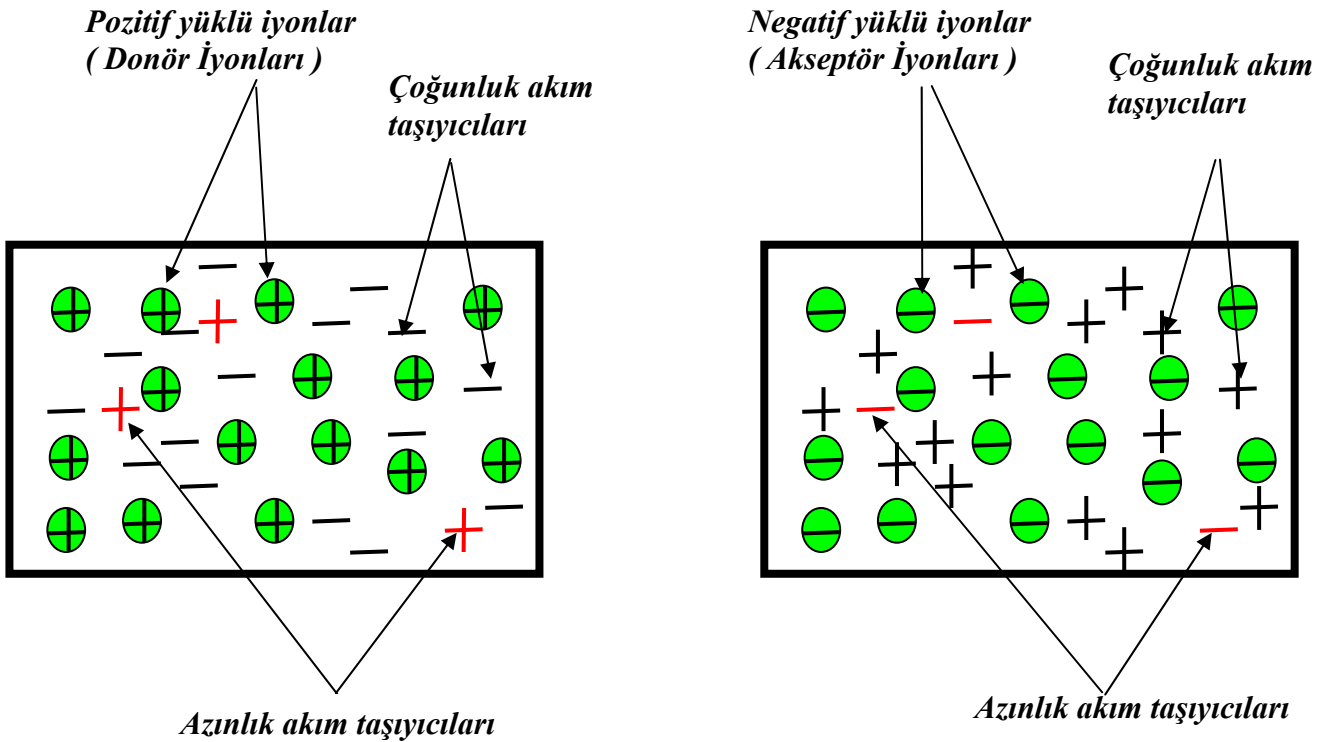 Pozitif yüklü iyonlar
( Donör İyonları )
Çoğunluk akım
taşıyıcıları
Azınlık akım taşıyıcıları
Negatif yüklü iyonlar
( Akseptör İyonları )
Çoğunluk akım
taşıyıcıları
Azınlık akım taşıyıcıları